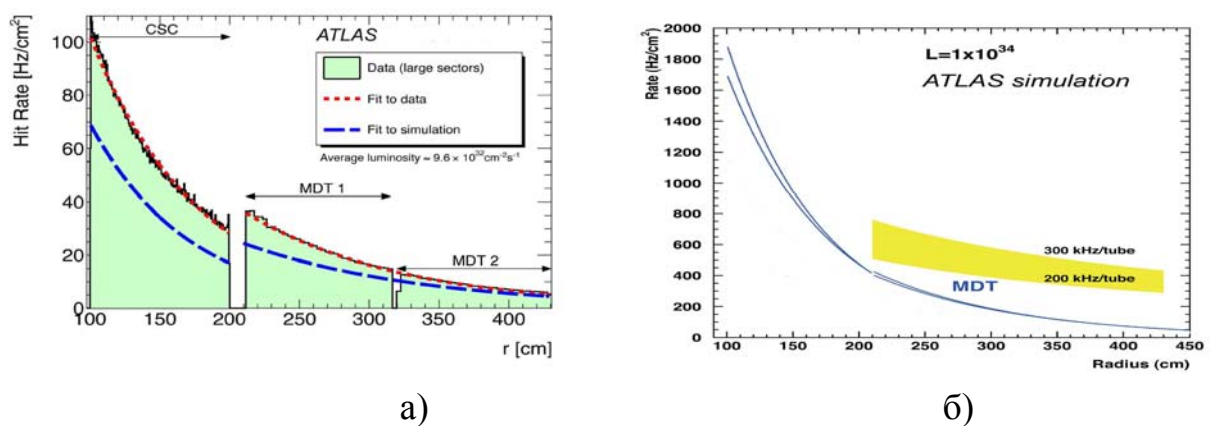 CSC
ATLAS
Data (large sectors)
Fit to data
Fit to simulation
Average luminosity ≈ 9.6 × 10³² cm⁻²s⁻¹
MDT 1
MDT 2
Hit Rate [Hz/cm²]
100
80
60
40
20
0
100 150 200 250 300 350 400
r [cm]
а)
L=1x10³⁴
ATLAS simulation
300 kHz/tube
200 kHz/tube
MDT
Rate (Hz/cm²)
2000
1800
1600
1400
1200
1000
800
600
400
200
0
100 150 200 250 300 350 400 450
Radius (cm)
б)